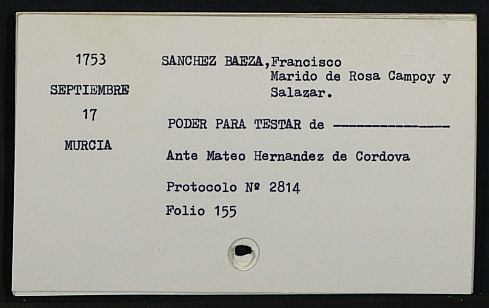 1753
SEPTIEMBRE
17
MURCIA
SANCHEZ BAEZA, Francisco
Marido de Rosa Campoy y
Salazar.
PODER PARA TESTAR de ---------------
Ante Mateo Hernandez de Cordova
Protocolo Nº 2814
Folio 155